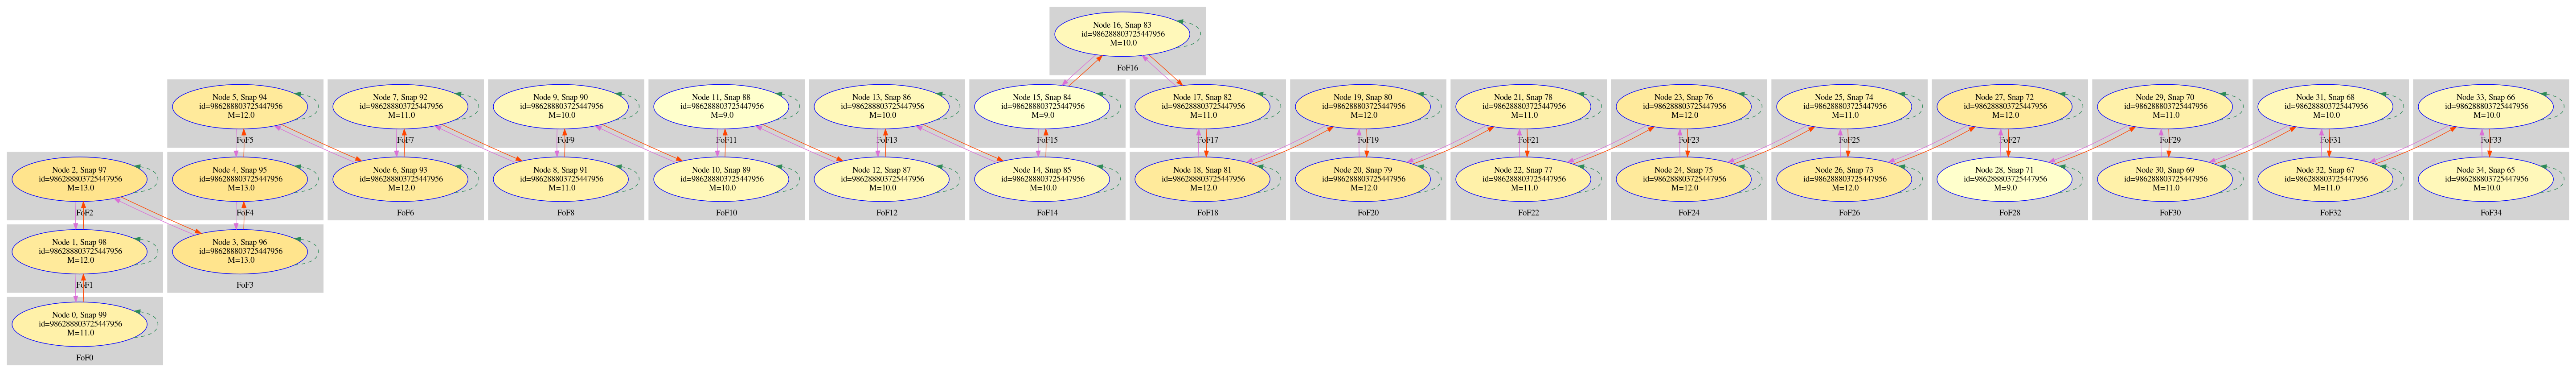 Node 16, Snap 83
id=986288803725447956
M=10.0
FoF16
Node 5, Snap 94
id=986288803725447956
M=12.0
FoF5
Node 7, Snap 92
id=986288803725447956
M=11.0
FoF7
Node 9, Snap 90
id=986288803725447956
M=10.0
FoF9
Node 11, Snap 88
id=986288803725447956
M=9.0
FoF11
Node 13, Snap 86
id=986288803725447956
M=10.0
FoF13
Node 15, Snap 84
id=986288803725447956
M=9.0
FoF15
Node 17, Snap 82
id=986288803725447956
M=11.0
FoF17
Node 19, Snap 80
id=986288803725447956
M=12.0
FoF19
Node 21, Snap 78
id=986288803725447956
M=11.0
FoF21
Node 23, Snap 76
id=986288803725447956
M=12.0
FoF23
Node 25, Snap 74
id=986288803725447956
M=11.0
FoF25
Node 27, Snap 72
id=986288803725447956
M=12.0
FoF27
Node 29, Snap 70
id=986288803725447956
M=11.0
FoF29
Node 31, Snap 68
id=986288803725447956
M=10.0
FoF31
Node 33, Snap 66
id=986288803725447956
M=10.0
FoF33
Node 2, Snap 97
id=986288803725447956
M=13.0
FoF2
Node 4, Snap 95
id=986288803725447956
M=13.0
FoF4
Node 6, Snap 93
id=986288803725447956
M=12.0
FoF6
Node 8, Snap 91
id=986288803725447956
M=11.0
FoF8
Node 10, Snap 89
id=986288803725447956
M=10.0
FoF10
Node 12, Snap 87
id=986288803725447956
M=10.0
FoF12
Node 14, Snap 85
id=986288803725447956
M=10.0
FoF14
Node 18, Snap 81
id=986288803725447956
M=12.0
FoF18
Node 20, Snap 79
id=986288803725447956
M=12.0
FoF20
Node 22, Snap 77
id=986288803725447956
M=11.0
FoF22
Node 24, Snap 75
id=986288803725447956
M=12.0
FoF24
Node 26, Snap 73
id=986288803725447956
M=12.0
FoF26
Node 28, Snap 71
id=986288803725447956
M=9.0
FoF28
Node 30, Snap 69
id=986288803725447956
M=11.0
FoF30
Node 32, Snap 67
id=986288803725447956
M=11.0
FoF32
Node 34, Snap 65
id=986288803725447956
M=10.0
FoF34
Node 1, Snap 98
id=986288803725447956
M=12.0
FoF1
Node 3, Snap 96
id=986288803725447956
M=13.0
FoF3
Node 0, Snap 99
id=986288803725447956
M=11.0
FoF0